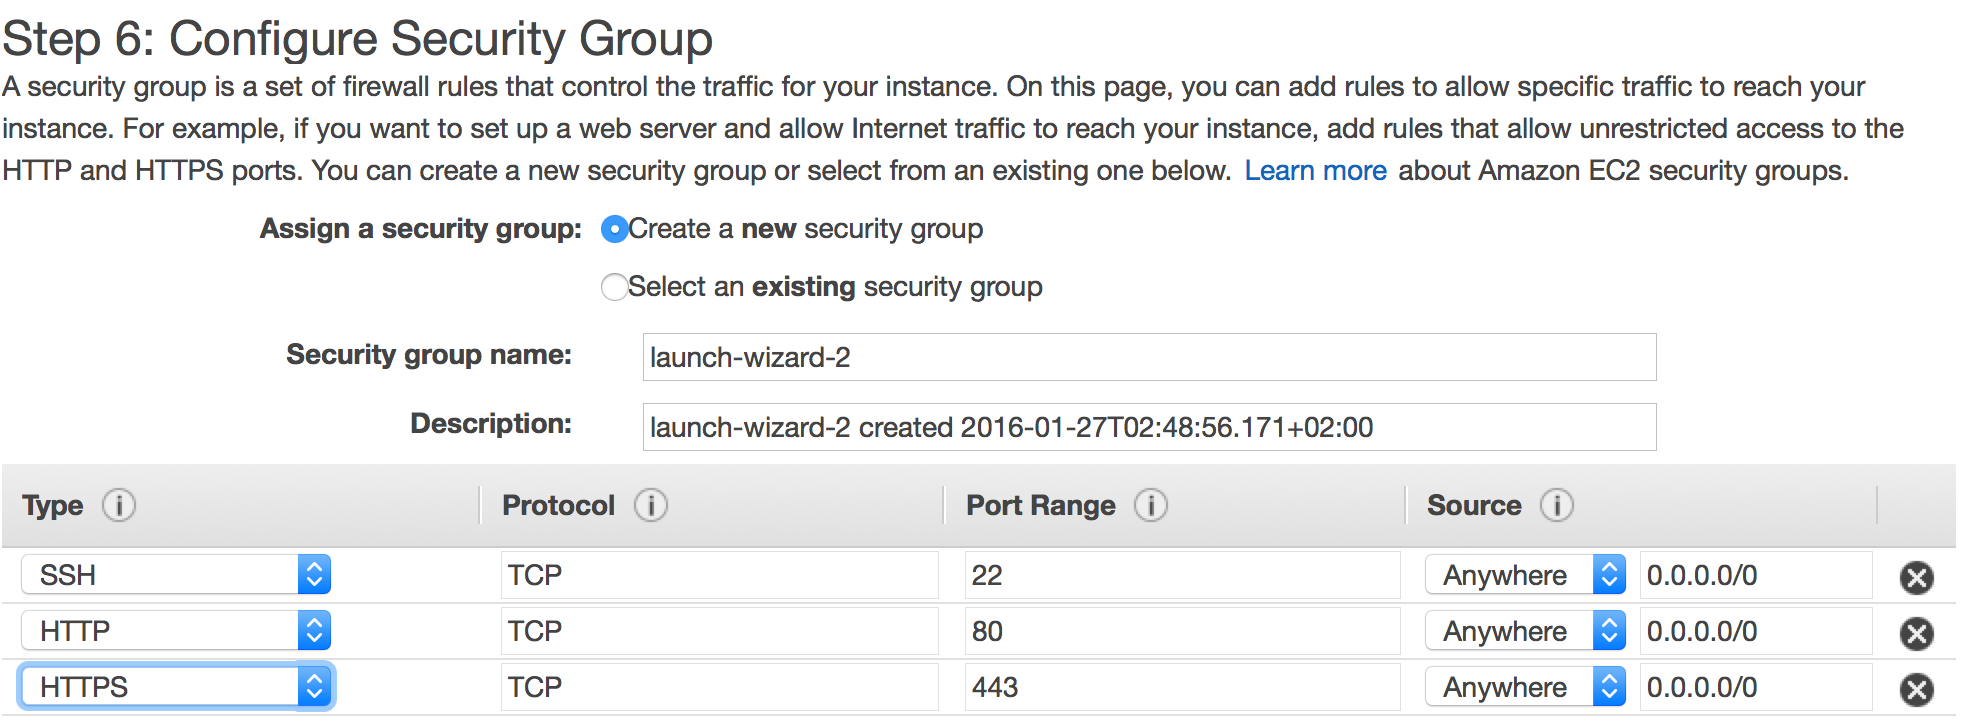 Step 6: Configure Security Group
A security group is a set of firewall rules that control the traffic for your instance. On this page, you can add rules to allow specific traffic to reach your
instance. For example, if you want to set up a web server and allow Internet traffic to reach your instance, add rules that allow unrestricted access to the
HTTP and HTTPS ports. You can create a new security group or select from an existing one below. Learn more about Amazon EC2 security groups.
Assign a security group: Create a new security group
Select an existing security group
Security group name: launch-wizard-2
Description: launch-wizard-2 created 2016-01-27T02:48:56.171+02:00
Type i Protocol i Port Range i Source i
SSH TCP 22 Anywhere 0.0.0.0/0
HTTP TCP 80 Anywhere 0.0.0.0/0
HTTPS TCP 443 Anywhere 0.0.0.0/0